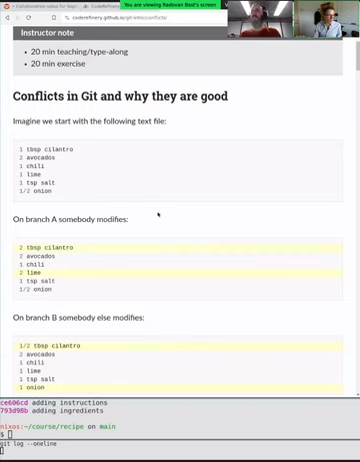 You are viewing Radovan Bast's screen
coderefinery.github.io/git-intro/conflicts/
Instructor note
• 20 min teaching/type-along
• 20 min exercise
Conflicts in Git and why they are good
Imagine we start with the following text file:
1 tbsp cilantro
2 avocados
1 chili
1 lime
1 tsp salt
1/2 onion
On branch A somebody modifies:
2 tbsp cilantro
2 avocados
1 chili
2 lime
1 tsp salt
1/2 onion
On branch B somebody else modifies:
1/2 tbsp cilantro
2 avocados
1 chili
1 lime
1 tsp salt
1 onion
ce606cd adding instructions
793d98b adding ingredients
nixos:~/course/recipe on main
$
git log --oneline